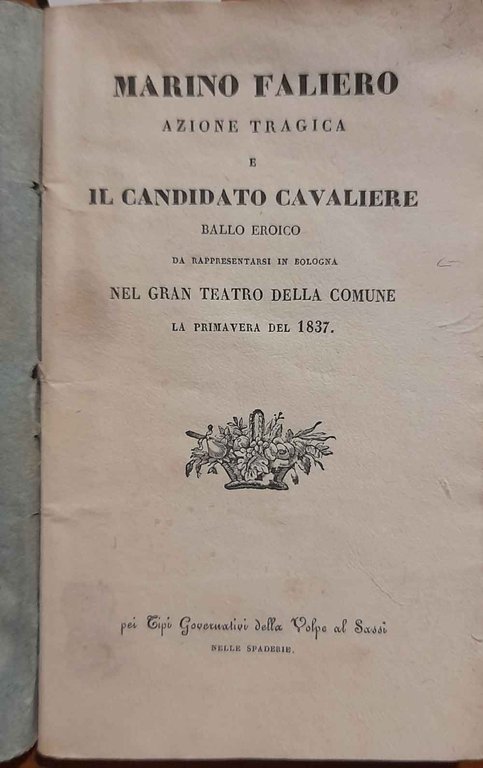 MARINO FALIERO
AZIONE TRAGICA
E
IL CANDIDATO CAVALIERE
BALLO EROICO
DA RAPPRESENTARSI IN BOLOGNA
NEL GRAN TEATRO DELLA COMUNE
LA PRIMAVERA DEL 1837.
pei Tipi Governativi della Volpe al Sassi
NELLE SPADERIE.